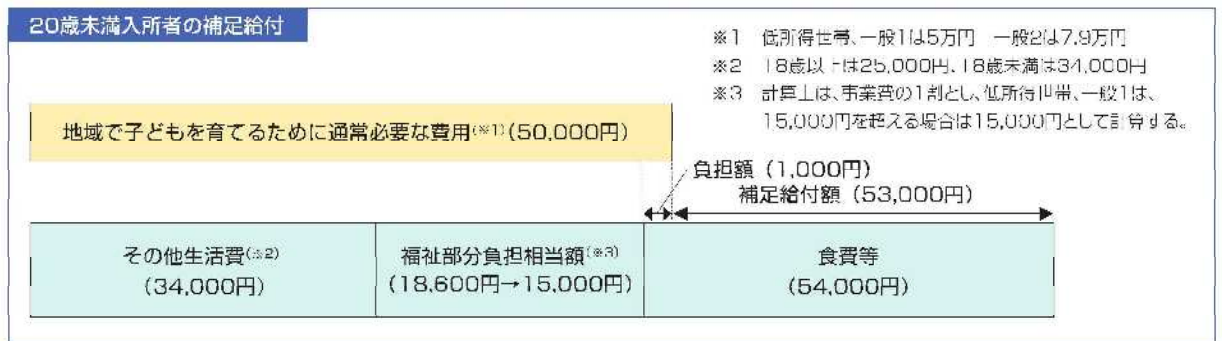 20歳未満入所者の補足給付
※1 低所得世帯、一般1は5万円 一般2は7.9万円
※2 18歳以上は25,000円、18歳未満は34,000円
※3 計算上は、事業費の1割とし、低所得世帯、一般1は、
15,000円を超える場合は15,000円として計算する。
地域で子どもを育てるために通常必要な費用(※1)(50,000円)
負担額(1,000円)
補足給付額(53,000円)
その他生活費(※2)
(34,000円)
福祉部分負担相当額(※3)
(18,600円→15,000円)
食費等
(54,000円)